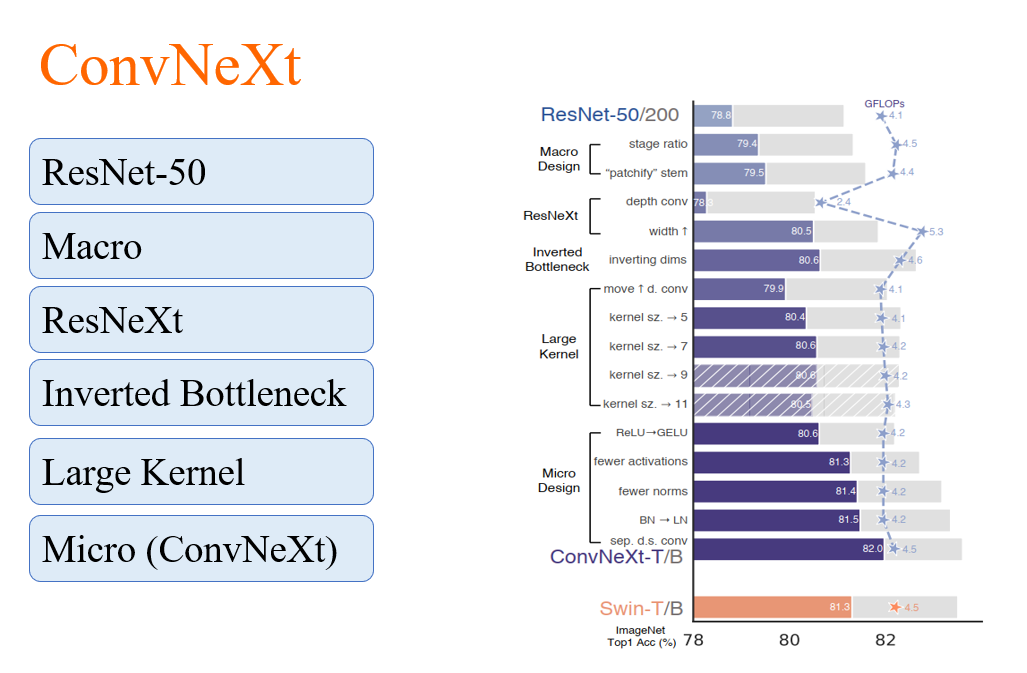 ConvNeXt
ResNet-50
Macro
ResNeXt
Inverted Bottleneck
Large Kernel
Micro (ConvNeXt)
GFLOPs
ResNet-50/200 78.8 4.1
Macro Design
stage ratio 79.4 4.5
“patchify” stem 79.5 4.4
ResNeXt
depth conv 78.3 2.4
width ↑ 80.5 5.3
Inverted Bottleneck
inverting dims 80.6 4.6
Large Kernel
move ↑ d. conv 79.9 4.1
kernel sz. → 5 80.4 4.1
kernel sz. → 7 80.6 4.2
kernel sz. → 9 80.6 4.2
kernel sz. → 11 80.5 4.3
Micro Design
ReLU→GELU 80.6 4.2
fewer activations 81.3 4.2
fewer norms 81.4 4.2
BN → LN 81.5 4.2
sep. d.s. conv
ConvNeXt-T/B 82.0 4.5
Swin-T/B 81.3 4.5
ImageNet
Top1 Acc (%) 78 80 82